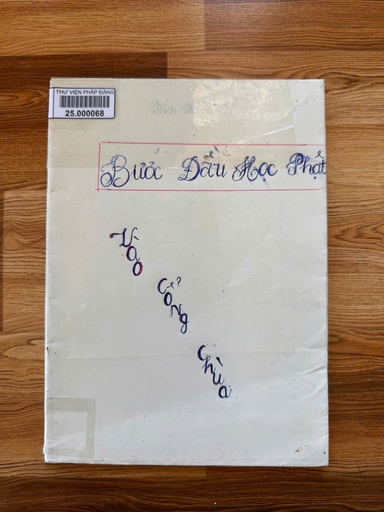 THƯ VIỆN PHÁP ĐĂNG
25.000068
Bước Đầu Học Phật
Vào
Cổng
Chùa